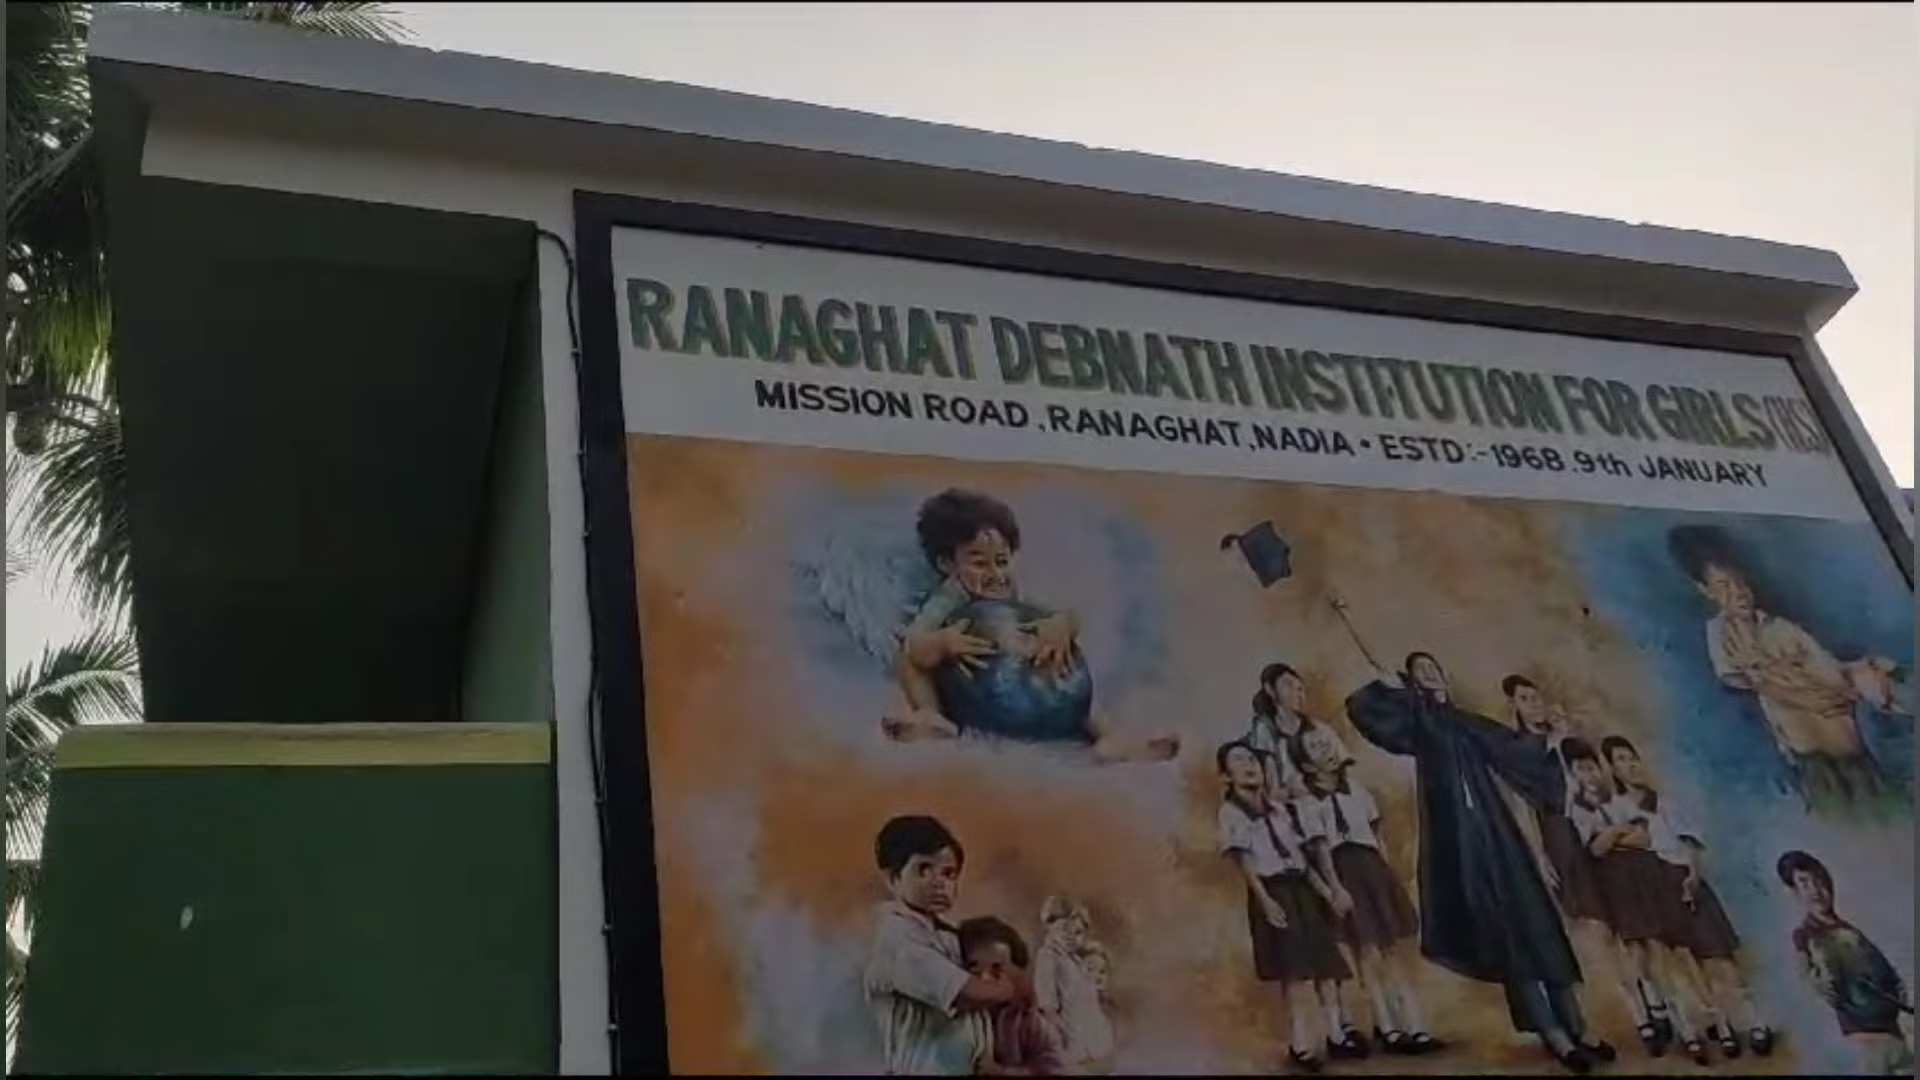 RANAGHAT DEBNATH INSTITUTION FOR GIRLS (H.S)
MISSION ROAD , RANAGHAT , NADIA • ESTD:-1968.9th JANUARY